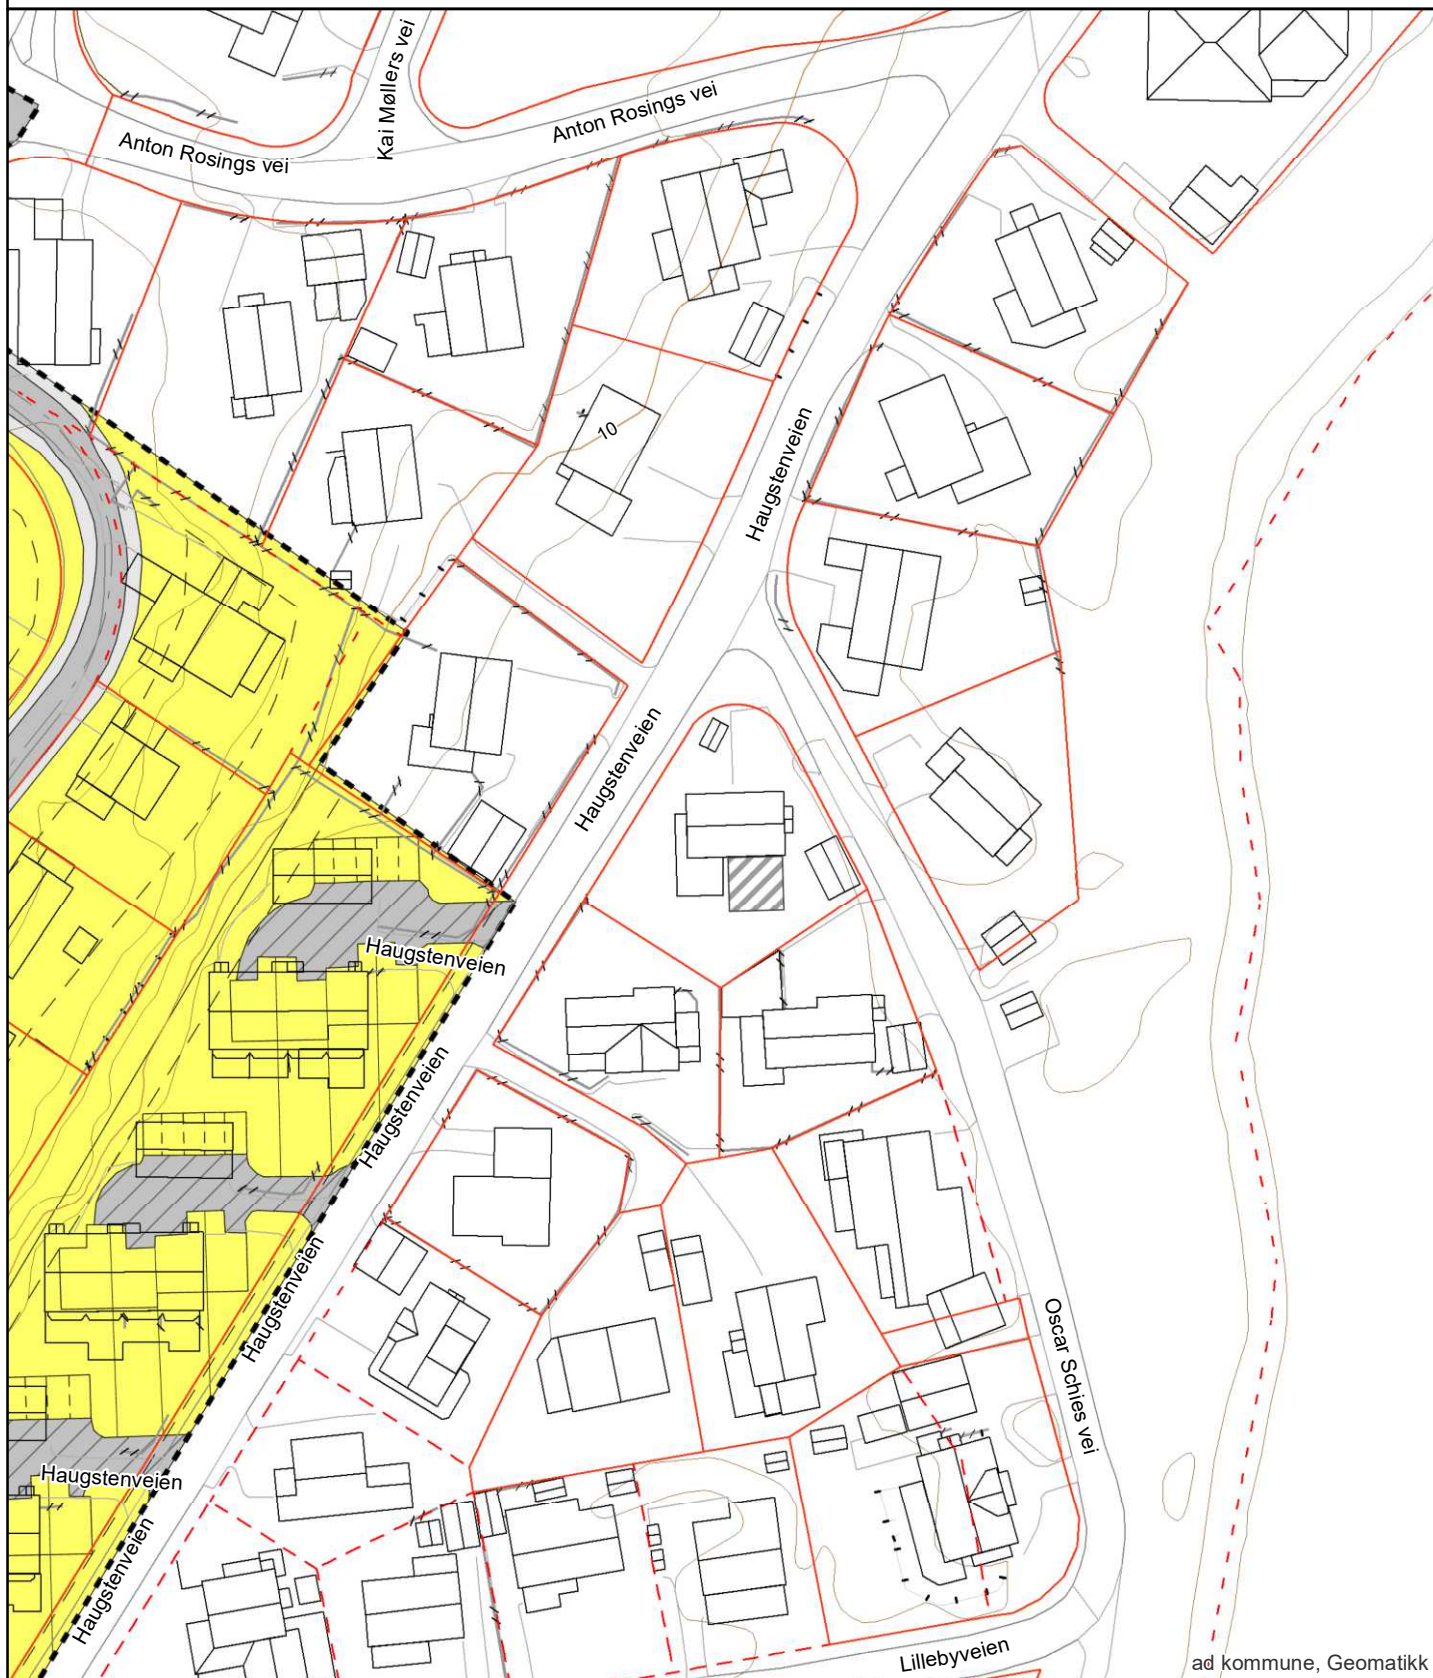 Kai Møllers vei
Anton Rosings vei
Anton Rosings vei
10
Haugstenveien
Haugstenveien
Haugstenveien
Haugstenveien
Haugstenveien
Oscar Schies vei
Haugstenveien
Haugstenveien
Lillebyveien
ad kommune, Geomatikk